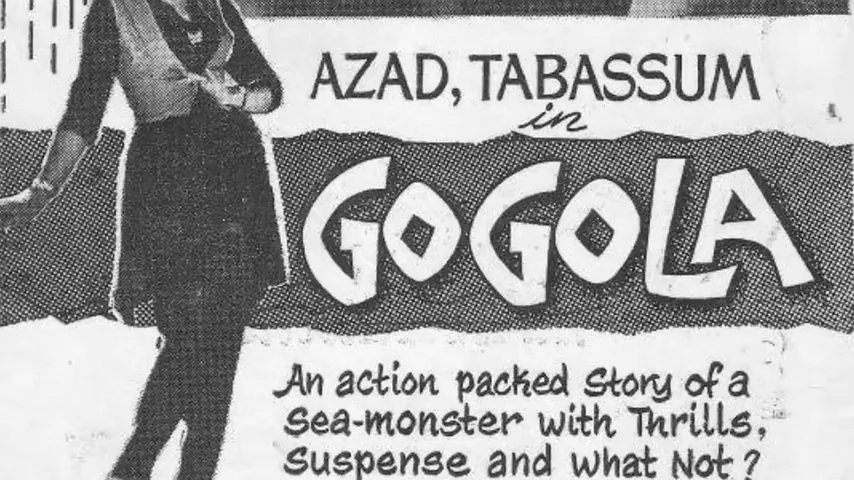 AZAD, TABASSUM
in
GOGOLA
An action packed Story of a
Sea-monster with Thrills,
Suspense and What Not?